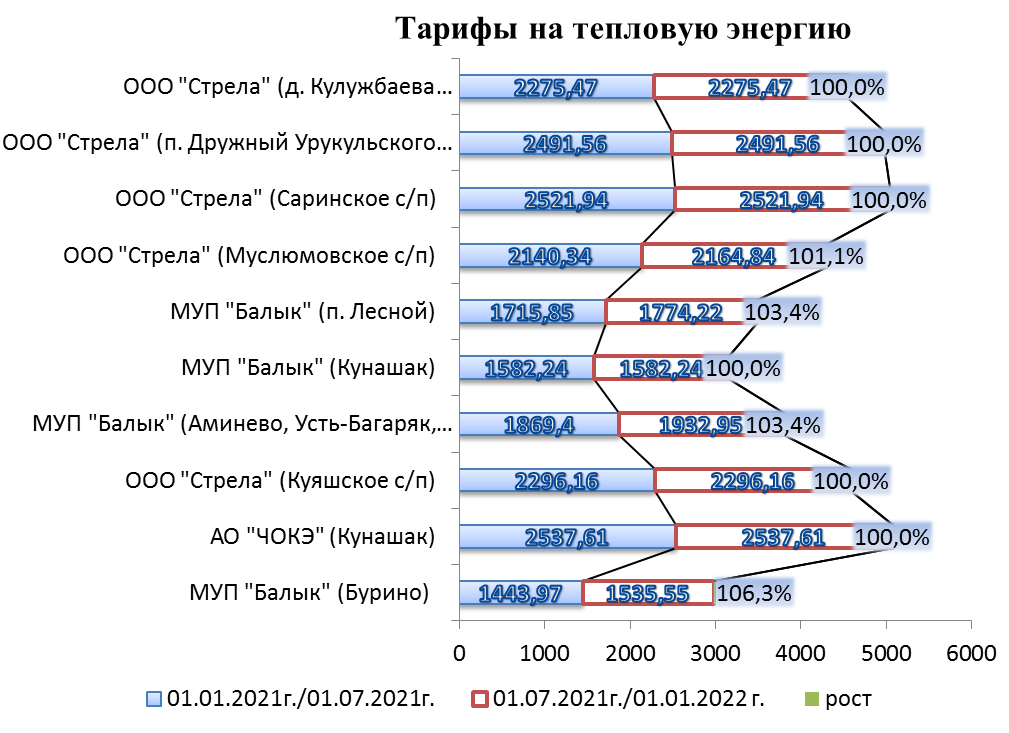 Тарифы на тепловую энергию
ООО "Стрела" (д. Кулужбаева... 2275,47 2275,47 100,0%
ООО "Стрела" (п. Дружный Урукульского... 2491,56 2491,56 100,0%
ООО "Стрела" (Саринское с/п) 2521,94 2521,94 100,0%
ООО "Стрела" (Муслюмовское с/п) 2140,34 2164,84 101,1%
МУП "Балык" (п. Лесной) 1715,85 1774,22 103,4%
МУП "Балык" (Кунашак) 1582,24 1582,24 100,0%
МУП "Балык" (Аминево, Усть-Багаряк,... 1869,4 1932,95 103,4%
ООО "Стрела" (Куяшское с/п) 2296,16 2296,16 100,0%
АО "ЧОКЭ" (Кунашак) 2537,61 2537,61 100,0%
МУП "Балык" (Бурино) 1443,97 1535,55 106,3%
0 1000 2000 3000 4000 5000 6000
01.01.2021г./01.07.2021г. 01.07.2021г./01.01.2022 г. рост